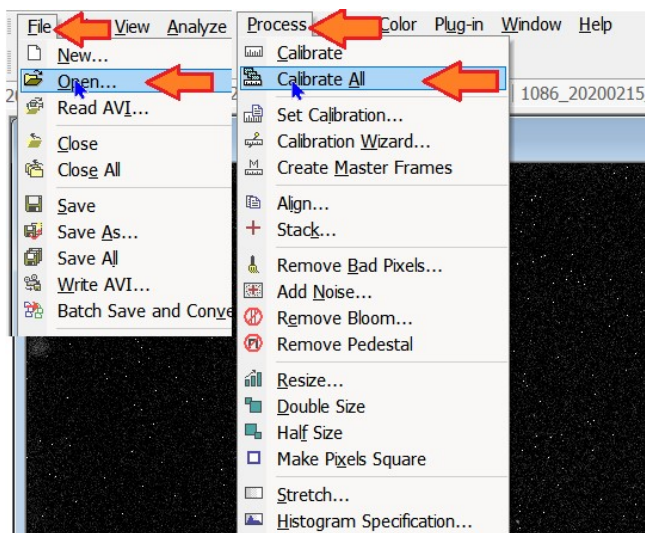 File View Analyze
New...
Open...
Read AVI...
Close
Close All
Save
Save As...
Save All
Write AVI...
Batch Save and Conve
Process Color Plug-in Window Help
Calibrate
Calibrate All
1086_20200215
Set Calibration...
Calibration Wizard...
Create Master Frames
Align...
Stack...
Remove Bad Pixels...
Add Noise...
Remove Bloom...
Remove Pedestal
Resize...
Double Size
Half Size
Make Pixels Square
Stretch...
Histogram Specification...